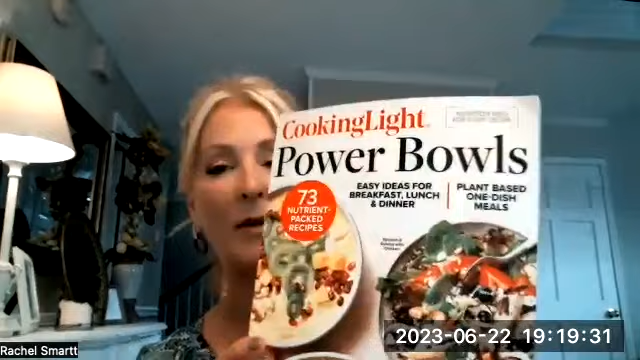 CookingLight
Power Bowls
73
NUTRIENT-
PACKED
RECIPES
EASY IDEAS FOR
BREAKFAST, LUNCH
& DINNER
PLANT BASED
ONE-DISH
MEALS
2023-06-22 19:19:31
Rachel Smartt